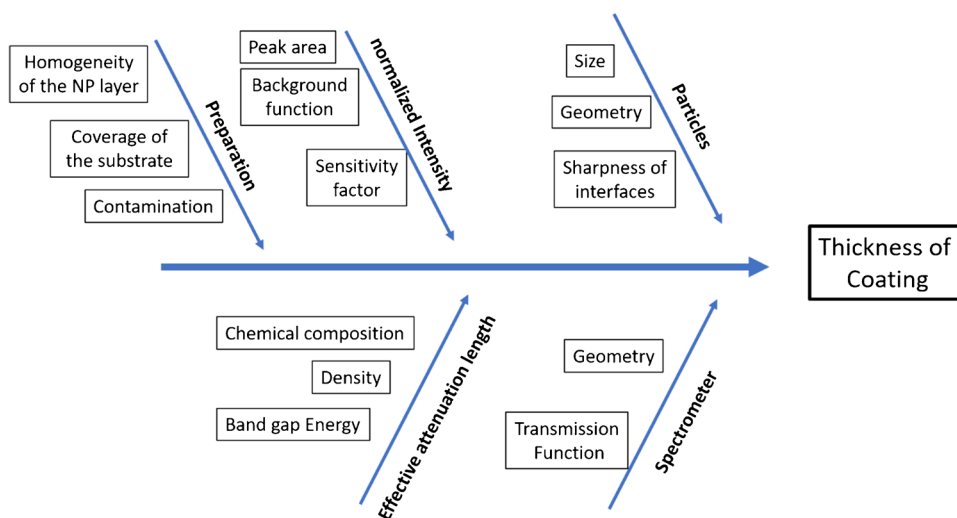 Homogeneity
of the NP layer
Coverage of
the substrate
Contamination
Preparation
Peak area
Background
function
Sensitivity
factor
normalized Intensity
Size
Geometry
Sharpness of
interfaces
Particles
Thickness of
Coating
Chemical composition
Density
Band gap Energy
Effective attenuation length
Geometry
Transmission
Function
Spectrometer